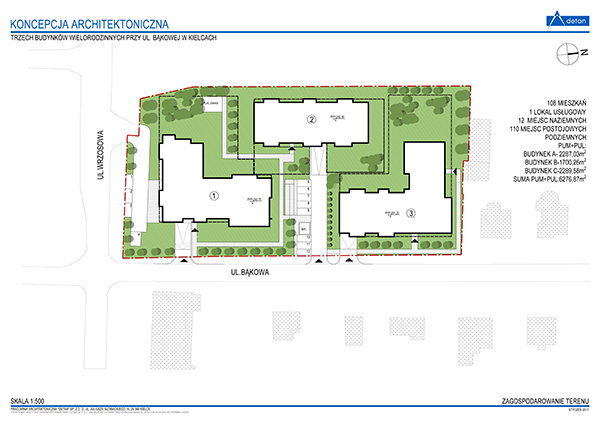 KONCEPCJA ARCHITEKTONICZNA
TRZECH BUDYNKÓW WIELORODZINNYCH PRZY UL. BĄKOWEJ W KIELCACH
detan
106 MIESZKAŃ
1 LOKAL USŁUGOWY
12 MIEJSC NAZIEMNYCH
110 MIEJSC POSTOJOWYCH
PODZIEMNYCH
PUM+PUL:
BUDYNEK A- 2287,03m²
BUDYNEK B-1700,26m²
BUDYNEK C-2289,58m²
SUMA PUM+PUL:6276,87m²
UL.WRZOSOWA
2
1
3
UL.BĄKOWA
SKALA 1:500
ZAGOSPODAROWANIE TERENU